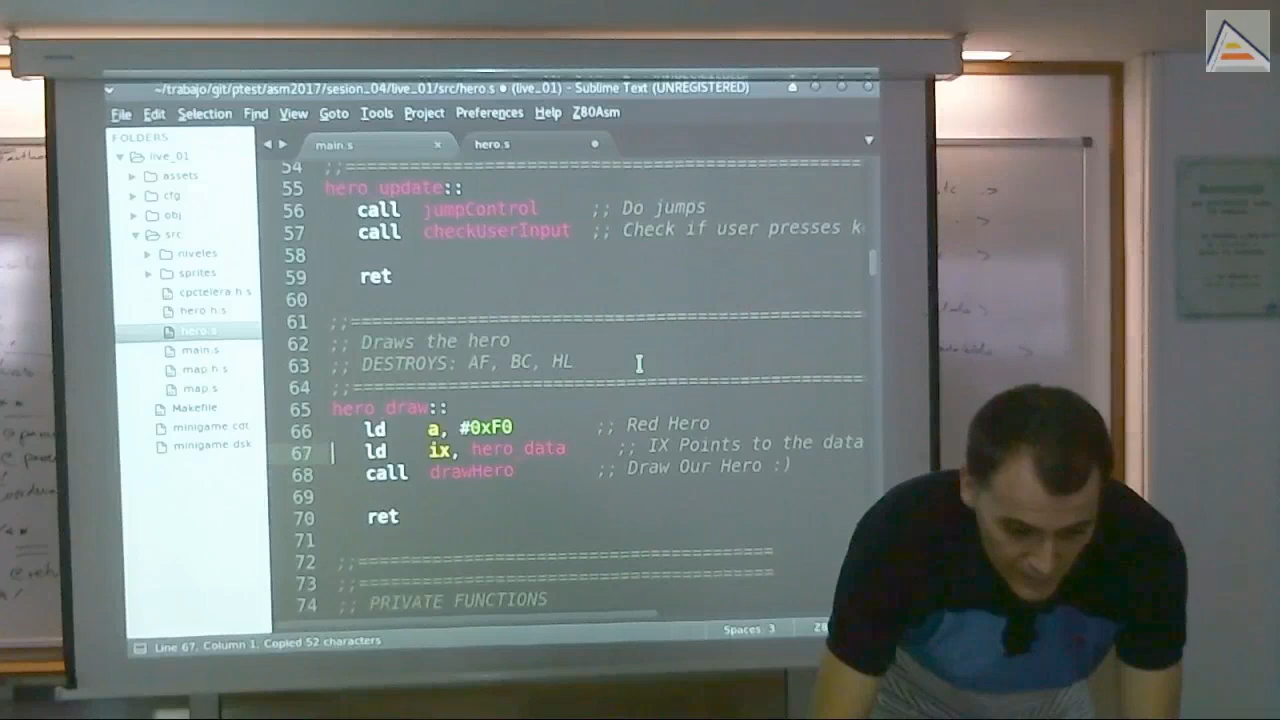 ~/trabajo/git/ptest/asm2017/sesion_04/live_01/src/hero.s • (live_01) - Sublime Text (UNREGISTERED)
File Edit Selection Find View Goto Tools Project Preferences Help Z80Asm
FOLDERS
live_01
assets
cfg
obj
src
niveles
sprites
cpctelera.h.s
hero.h.s
hero.s
main.s
map.h.s
map.s
Makefile
minigame.cdt
minigame.dsk
main.s × hero.s
54 ;;====================================================
55 hero_update::
56 call jumpControl ;; Do jumps
57 call checkUserInput ;; Check if user presses k
58
59 ret
60
61 ;;====================================================
62 ;; Draws the hero
63 ;; DESTROYS: AF, BC, HL
64 ;;====================================================
65 hero_draw::
66 ld a, #0xF0 ;; Red Hero
67 ld ix, hero_data ;; IX Points to the data
68 call drawHero ;; Draw Our Hero :)
69
70 ret
71
72 ;;========================================
73 ;;========================================
74 ;; PRIVATE FUNCTIONS
Line 67, Column 1, Copied 52 characters
Spaces: 3
Z8